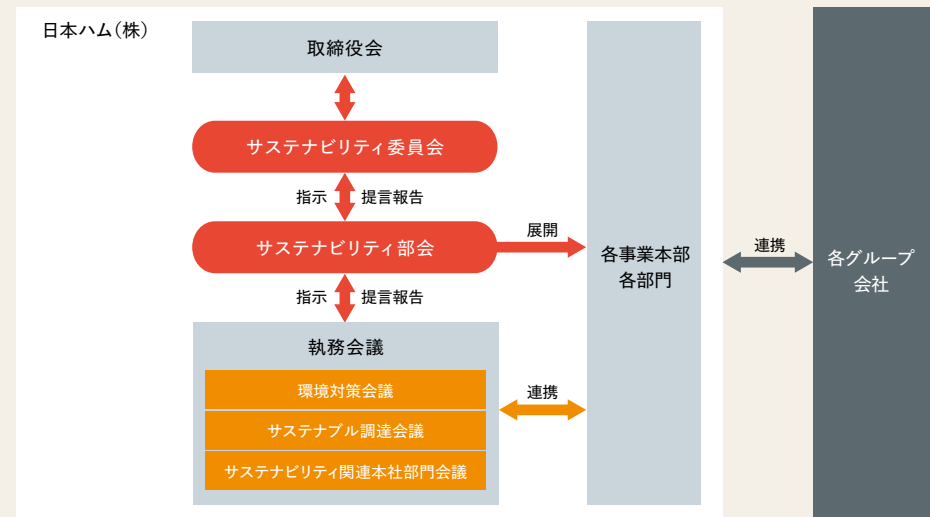 日本ハム(株)
取締役会
サステナビリティ委員会
指示
提言報告
サステナビリティ部会
展開
指示
提言報告
執務会議
環境対策会議
サステナブル調達会議
サステナビリティ関連本社部門会議
連携
各事業本部
各部門
連携
各グループ
会社